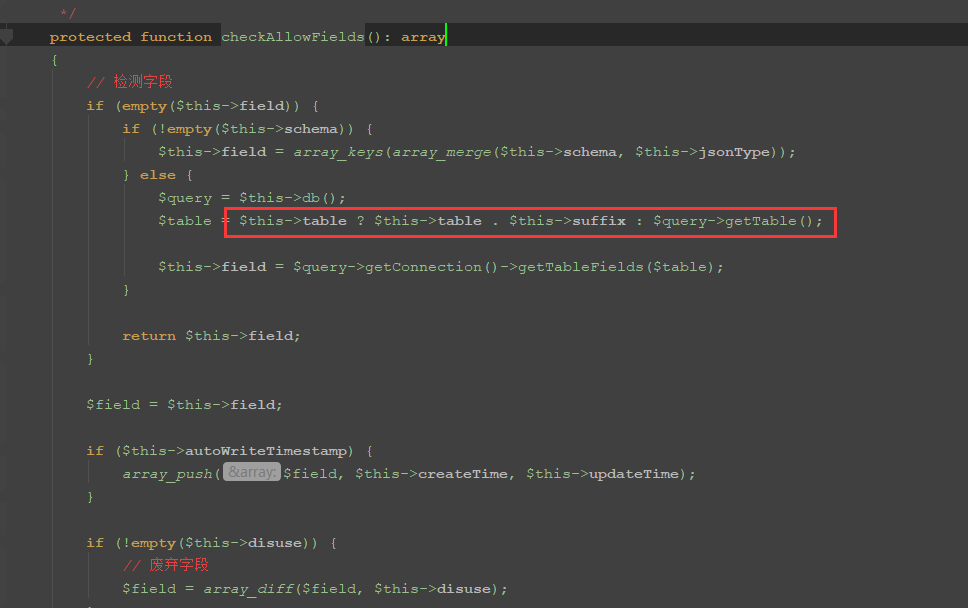 */
protected function checkAllowFields(): array
{
// 检测字段
if (empty($this->field)) {
if (!empty($this->schema)) {
$this->field = array_keys(array_merge($this->schema, $this->jsonType));
} else {
$query = $this->db();
$table = $this->table ? $this->table . $this->suffix : $query->getTable();
$this->field = $query->getConnection()->getTableFields($table);
}
return $this->field;
}
$field = $this->field;
if ($this->autoWriteTimestamp) {
array_push( &array: $field, $this->createTime, $this->updateTime);
}
if (!empty($this->disuse)) {
// 废弃字段
$field = array_diff($field, $this->disuse);